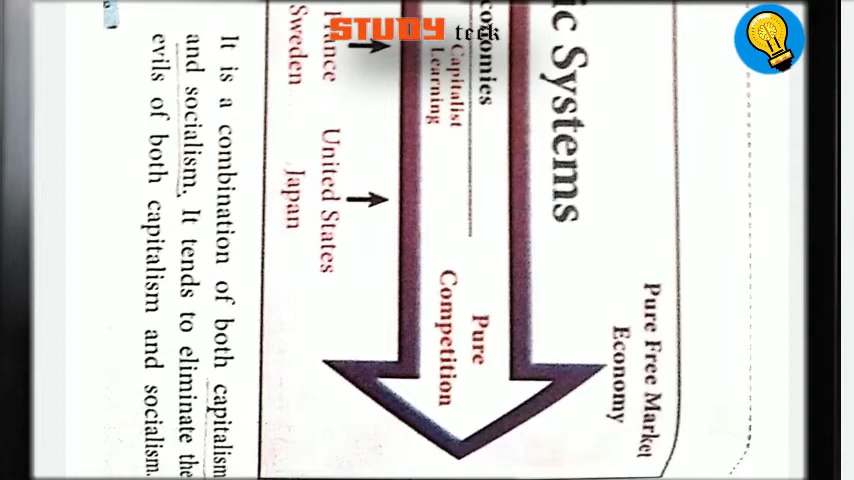 STUDY teck
ic Systems
Pure Free Market
Economy
conomies
Capitalist
Learning
Pure
Competition
France
Sweden
United States
Japan
It is a combination of both capitalism
and socialism. It tends to eliminate the
evils of both capitalism and socialism.